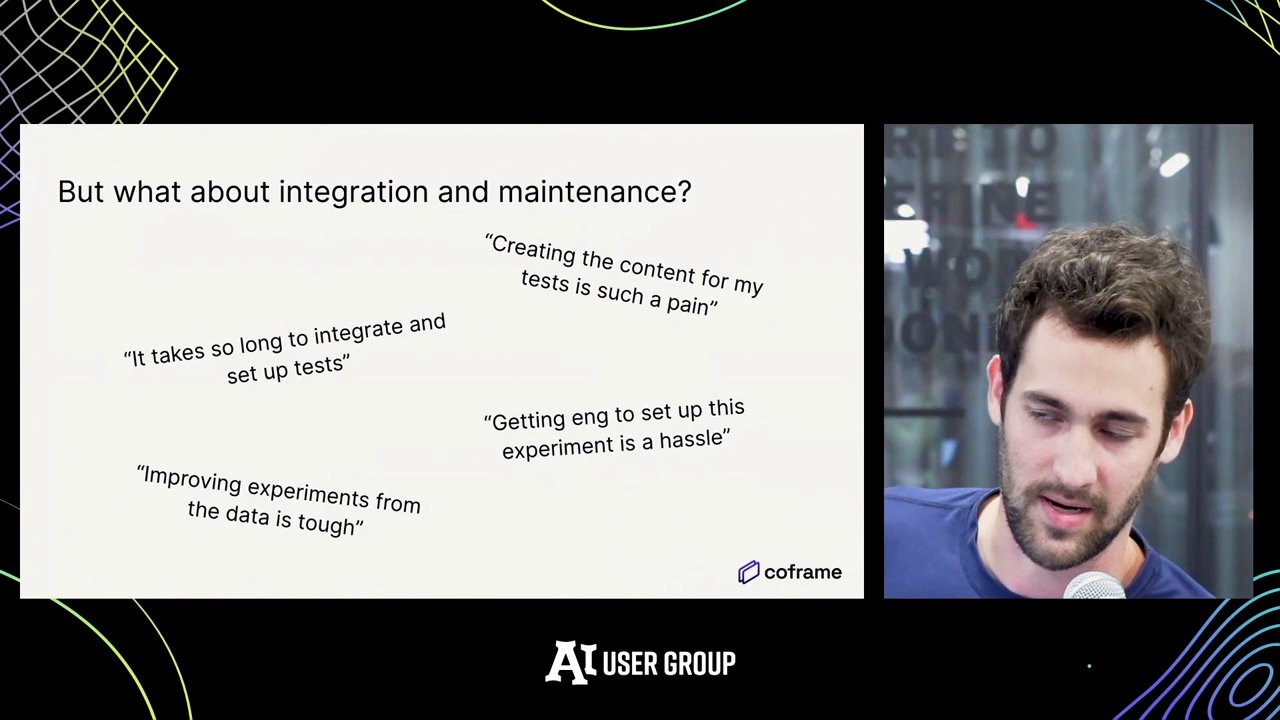 But what about integration and maintenance?
“Creating the content for my
tests is such a pain”
“It takes so long to integrate and
set up tests”
“Getting eng to set up this
experiment is a hassle”
“Improving experiments from
the data is tough”
coframe
AI USER GROUP